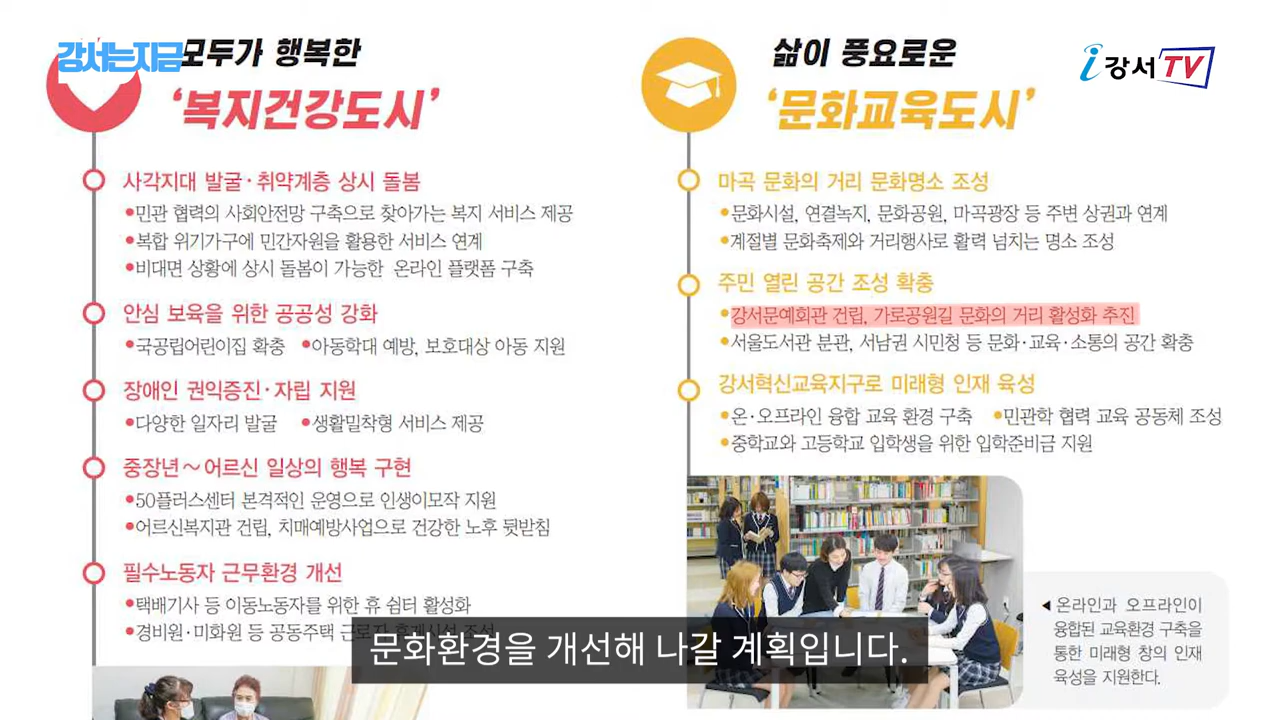 강서는지금
모두가 행복한
‘복지건강도시’
사각지대 발굴·취약계층 상시 돌봄
•민관 협력의 사회안전망 구축으로 찾아가는 복지 서비스 제공
•복합 위기가구에 민간자원을 활용한 서비스 연계
•비대면 상황에 상시 돌봄이 가능한 온라인 플랫폼 구축
안심 보육을 위한 공공성 강화
•국공립어린이집 확충 •아동학대 예방, 보호대상 아동 지원
장애인 권익증진·자립 지원
•다양한 일자리 발굴 •생활밀착형 서비스 제공
중장년~어르신 일상의 행복 구현
•50플러스센터 본격적인 운영으로 인생이모작 지원
•어르신복지관 건립, 치매예방사업으로 건강한 노후 뒷받침
필수노동자 근무환경 개선
•택배기사 등 이동노동자를 위한 휴 쉼터 활성화
•경비원·미화원 등 공동주택 근로자 휴게시설 조성
삶이 풍요로운
‘문화교육도시’
i강서TV
마곡 문화의 거리 문화명소 조성
•문화시설, 연결녹지, 문화공원, 마곡광장 등 주변 상권과 연계
•계절별 문화축제와 거리행사로 활력 넘치는 명소 조성
주민 열린 공간 조성 확충
•강서문예회관 건립, 가로공원길 문화의 거리 활성화 추진
•서울도서관 분관, 서남권 시민청 등 문화·교육·소통의 공간 확충
강서혁신교육지구로 미래형 인재 육성
•온·오프라인 융합 교육 환경 구축 •민관학 협력 교육 공동체 조성
•중학교와 고등학교 입학생을 위한 입학준비금 지원
◀온라인과 오프라인이
융합된 교육환경 구축을
통한 미래형 창의 인재
육성을 지원한다.
문화환경을 개선해 나갈 계획입니다.